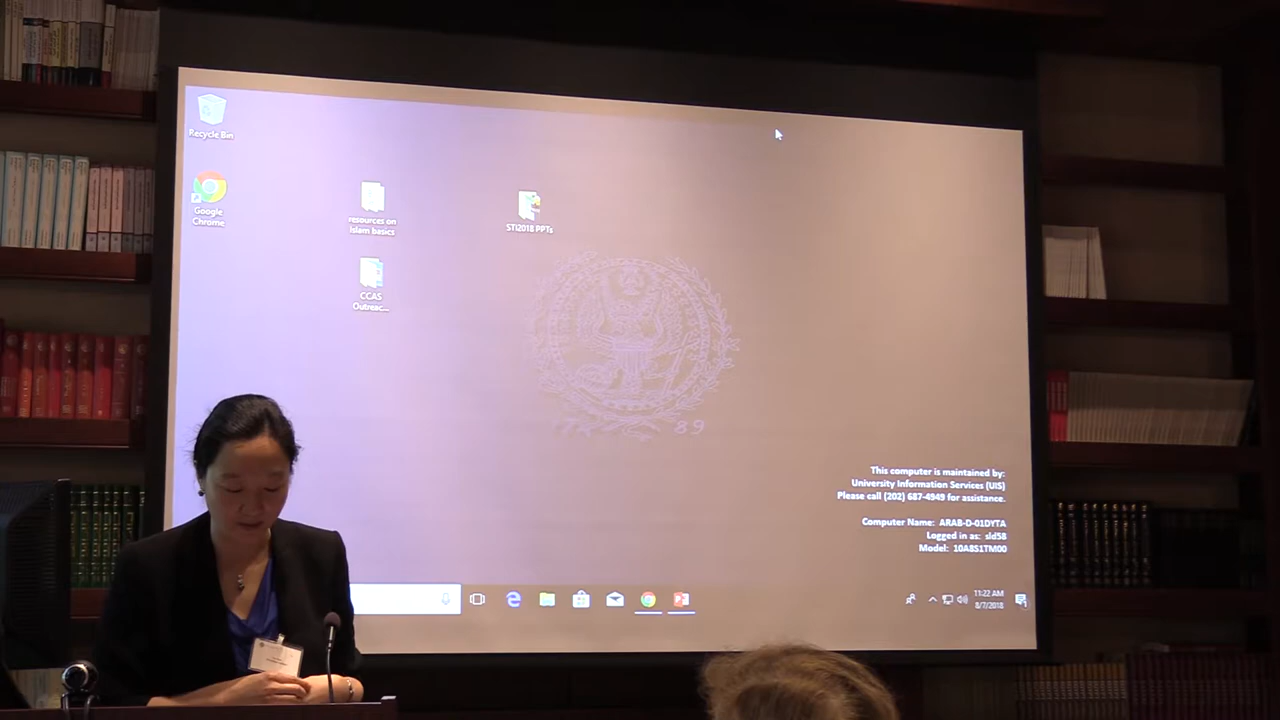 Recycle Bin
Google
Chrome
resources on
Islam basics
STI2018 PPTs
CCAS
Outreac...
89
This computer is maintained by:
University Information Services (UIS)
Please call (202) 687-4949 for assistance.
Computer Name: ARAB-D-01DYTA
Logged in as: sld58
Model: 10A8S1TM00
11:22 AM
8/7/2018